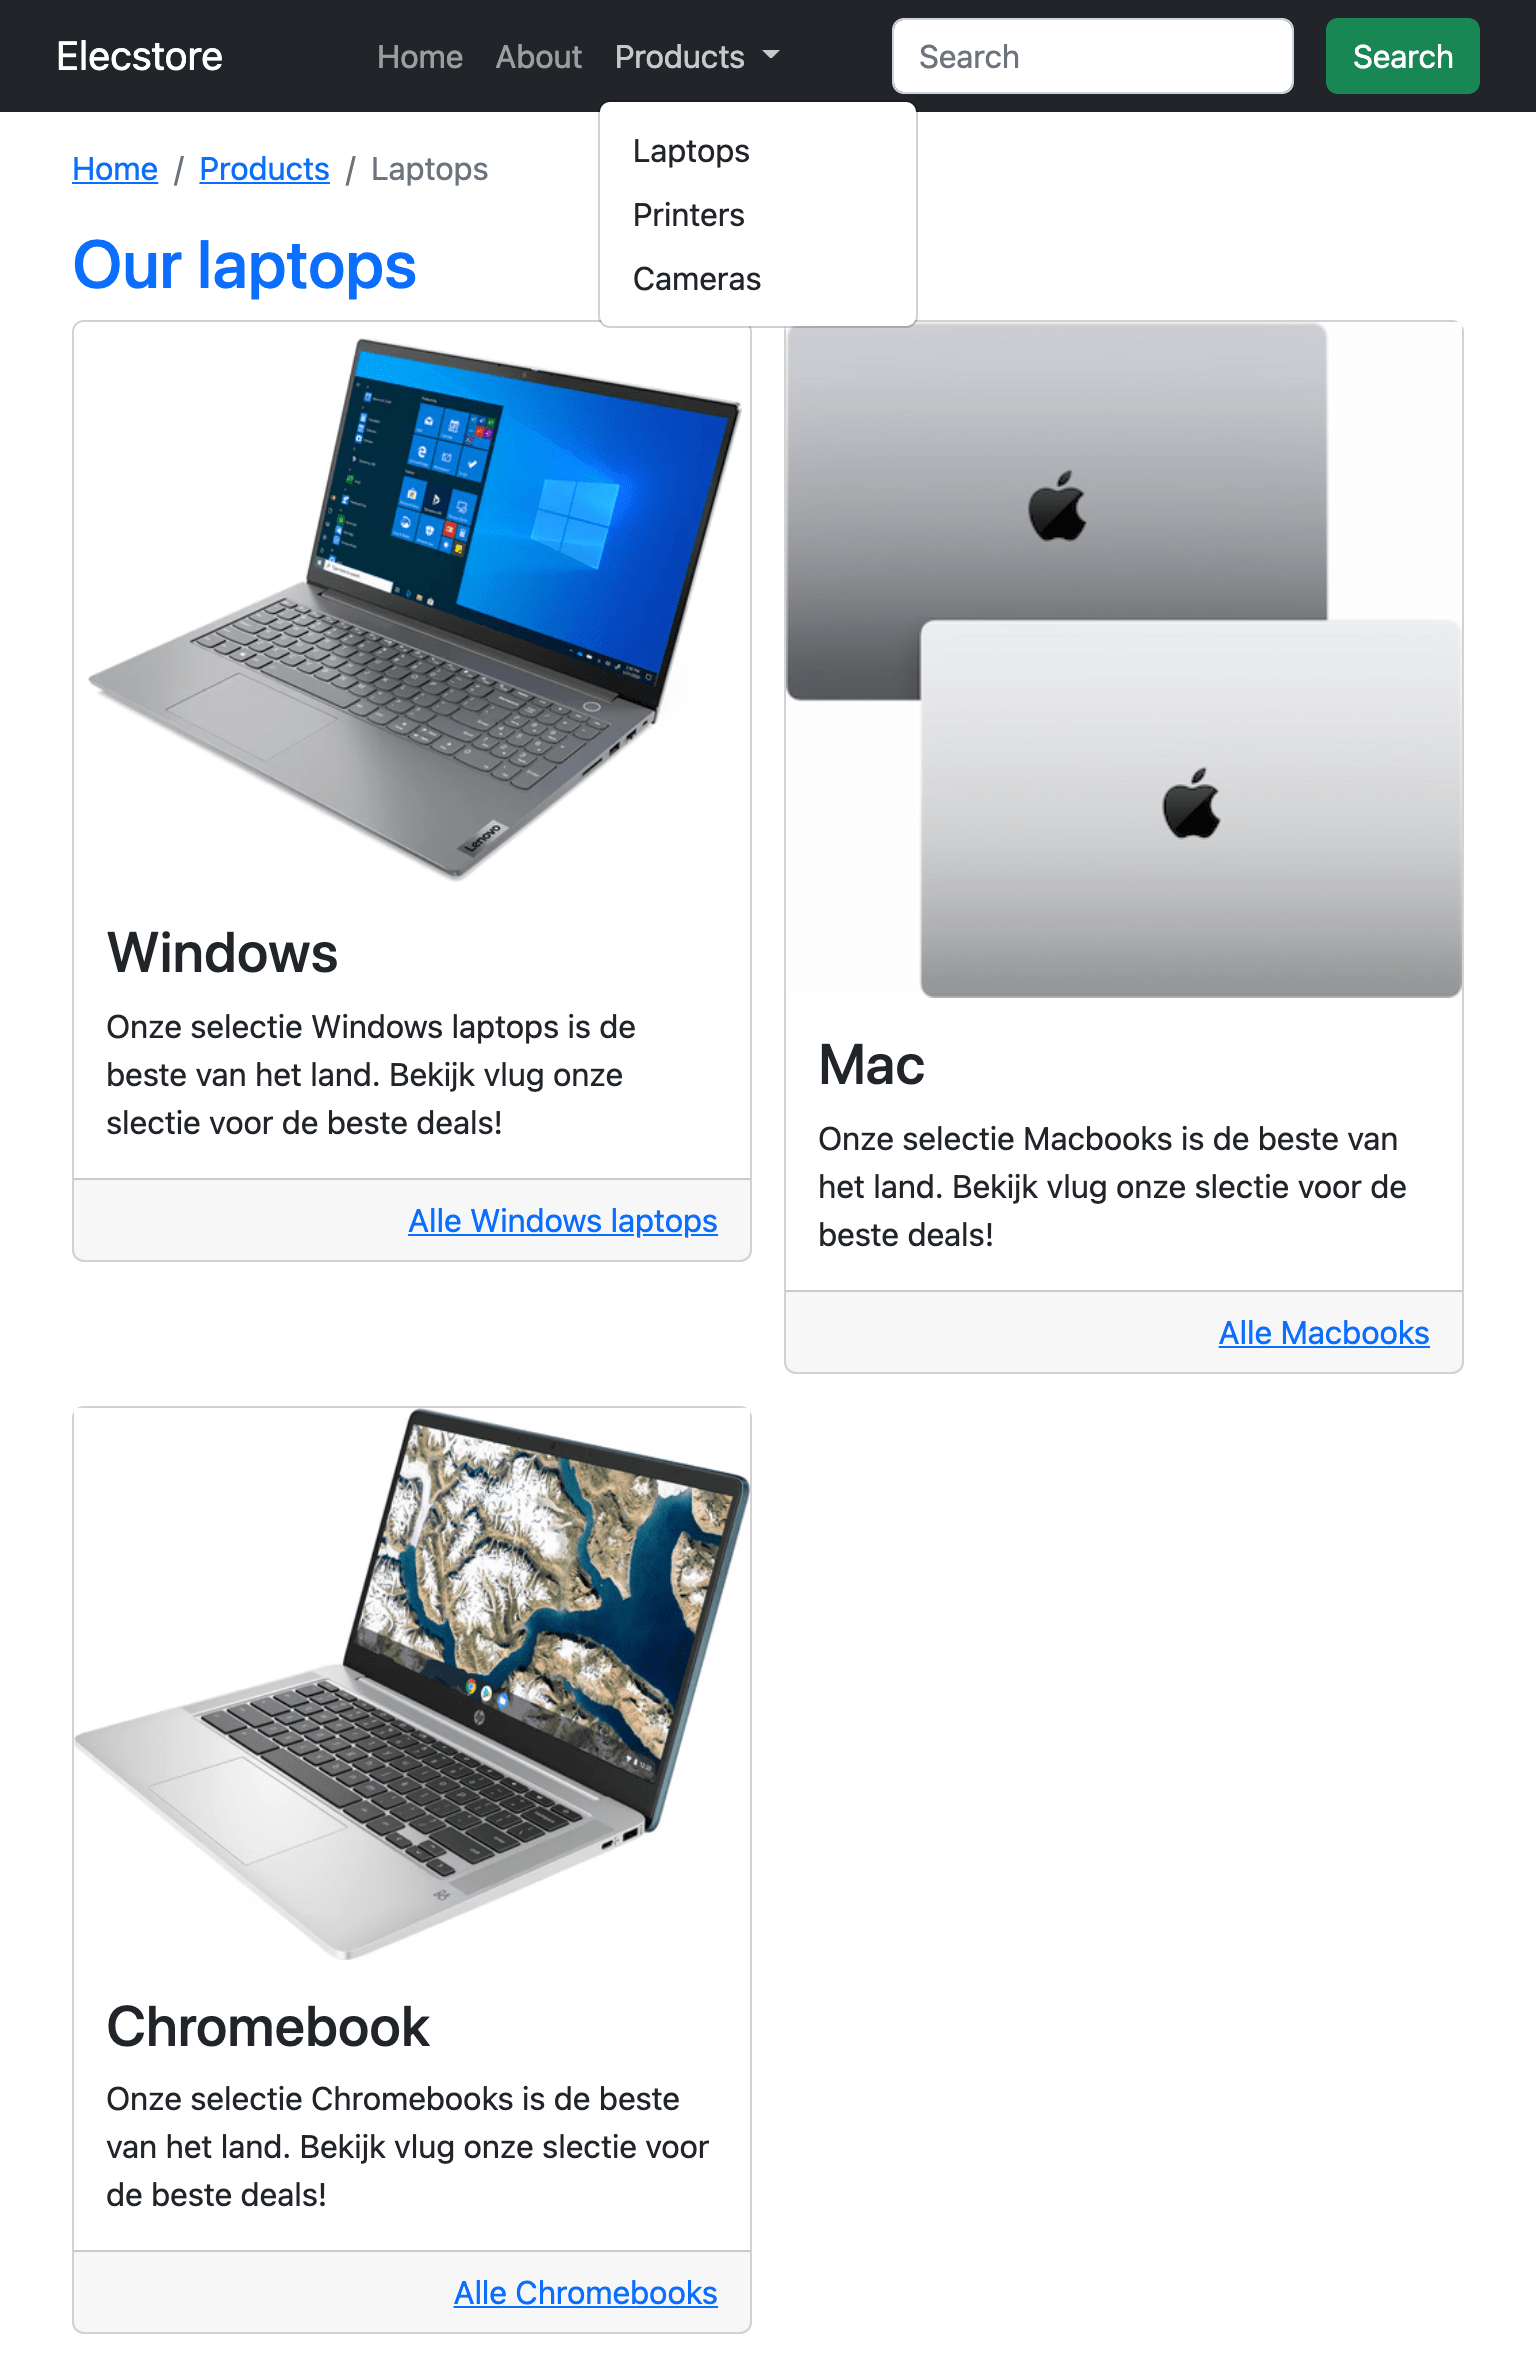 Elecstore Home About Products Search Search
Laptops
Printers
Cameras
Home / Products / Laptops
Our laptops
Lenovo
Windows
Onze selectie Windows laptops is de
beste van het land. Bekijk vlug onze
slectie voor de beste deals!
Alle Windows laptops
Mac
Onze selectie Macbooks is de beste van
het land. Bekijk vlug onze slectie voor de
beste deals!
Alle Macbooks
hp
Chromebook
Onze selectie Chromebooks is de beste
van het land. Bekijk vlug onze slectie voor
de beste deals!
Alle Chromebooks